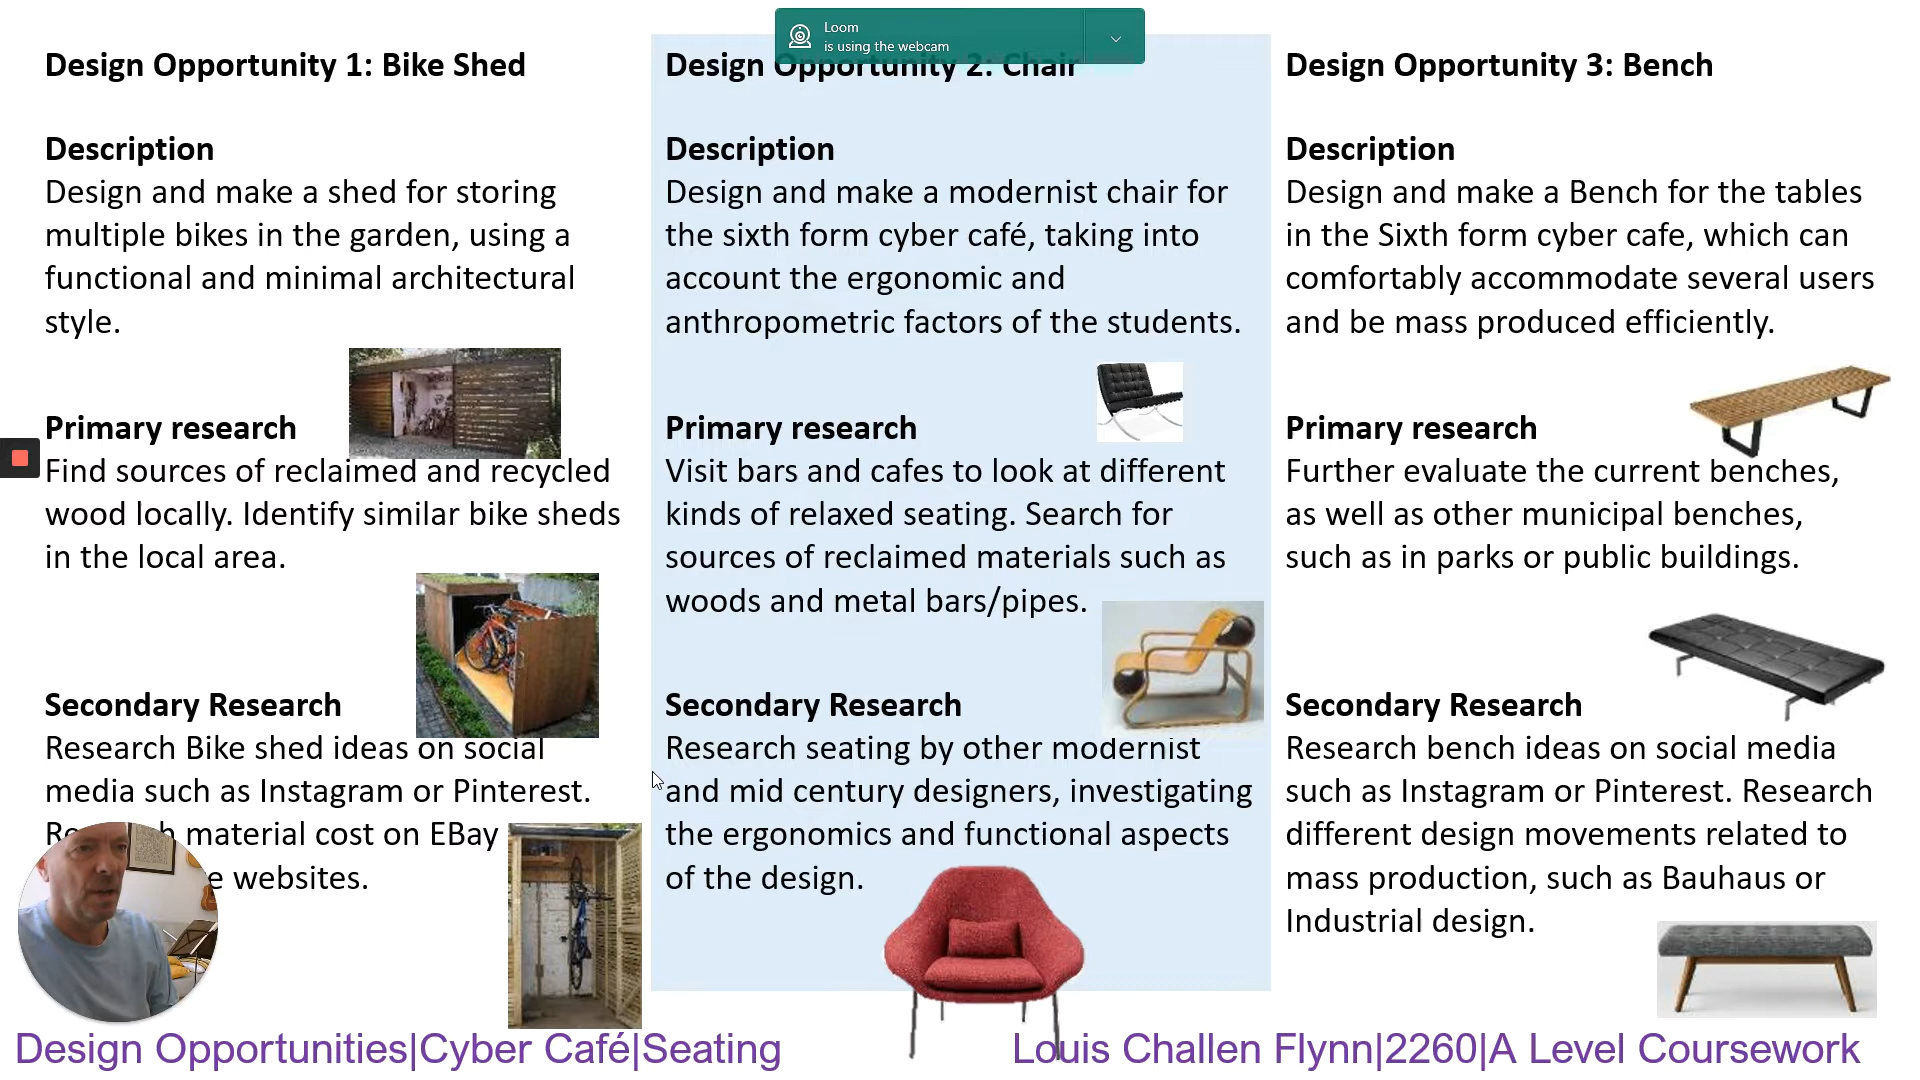 Loom
is using the webcam
Design Opportunity 1: Bike Shed
Description
Design and make a shed for storing
multiple bikes in the garden, using a
functional and minimal architectural
style.
Primary research
Find sources of reclaimed and recycled
wood locally. Identify similar bike sheds
in the local area.
Secondary Research
Research Bike shed ideas on social
media such as Instagram or Pinterest.
material cost on EBay
websites.
Design Opportunity 2: Chair
Description
Design and make a modernist chair for
the sixth form cyber café, taking into
account the ergonomic and
anthropometric factors of the students.
Primary research
Visit bars and cafes to look at different
kinds of relaxed seating. Search for
sources of reclaimed materials such as
woods and metal bars/pipes.
Secondary Research
Research seating by other modernist
and mid century designers, investigating
the ergonomics and functional aspects
of the design.
Design Opportunity 3: Bench
Description
Design and make a Bench for the tables
in the Sixth form cyber cafe, which can
comfortably accommodate several users
and be mass produced efficiently.
Primary research
Further evaluate the current benches,
as well as other municipal benches,
such as in parks or public buildings.
Secondary Research
Research bench ideas on social media
such as Instagram or Pinterest. Research
different design movements related to
mass production, such as Bauhaus or
Industrial design.
Design Opportunities|Cyber Café|Seating
Louis Challen Flynn|2260|A Level Coursework